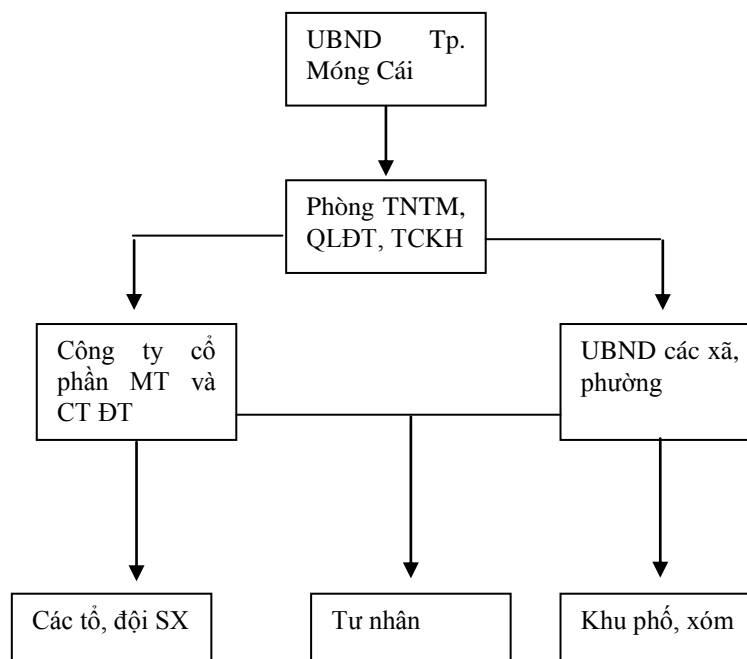 UBND Tp.
Móng Cái
Phòng TNTM,
QLĐT, TCKH
Công ty cổ
phần MT và
CT ĐT
UBND các xã,
phường
Các tổ, đội SX
Tư nhân
Khu phố, xóm